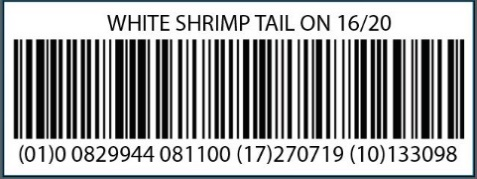 WHITE SHRIMP TAIL ON 16/20
(01)0 0829944 081100 (17)270719 (10)133098